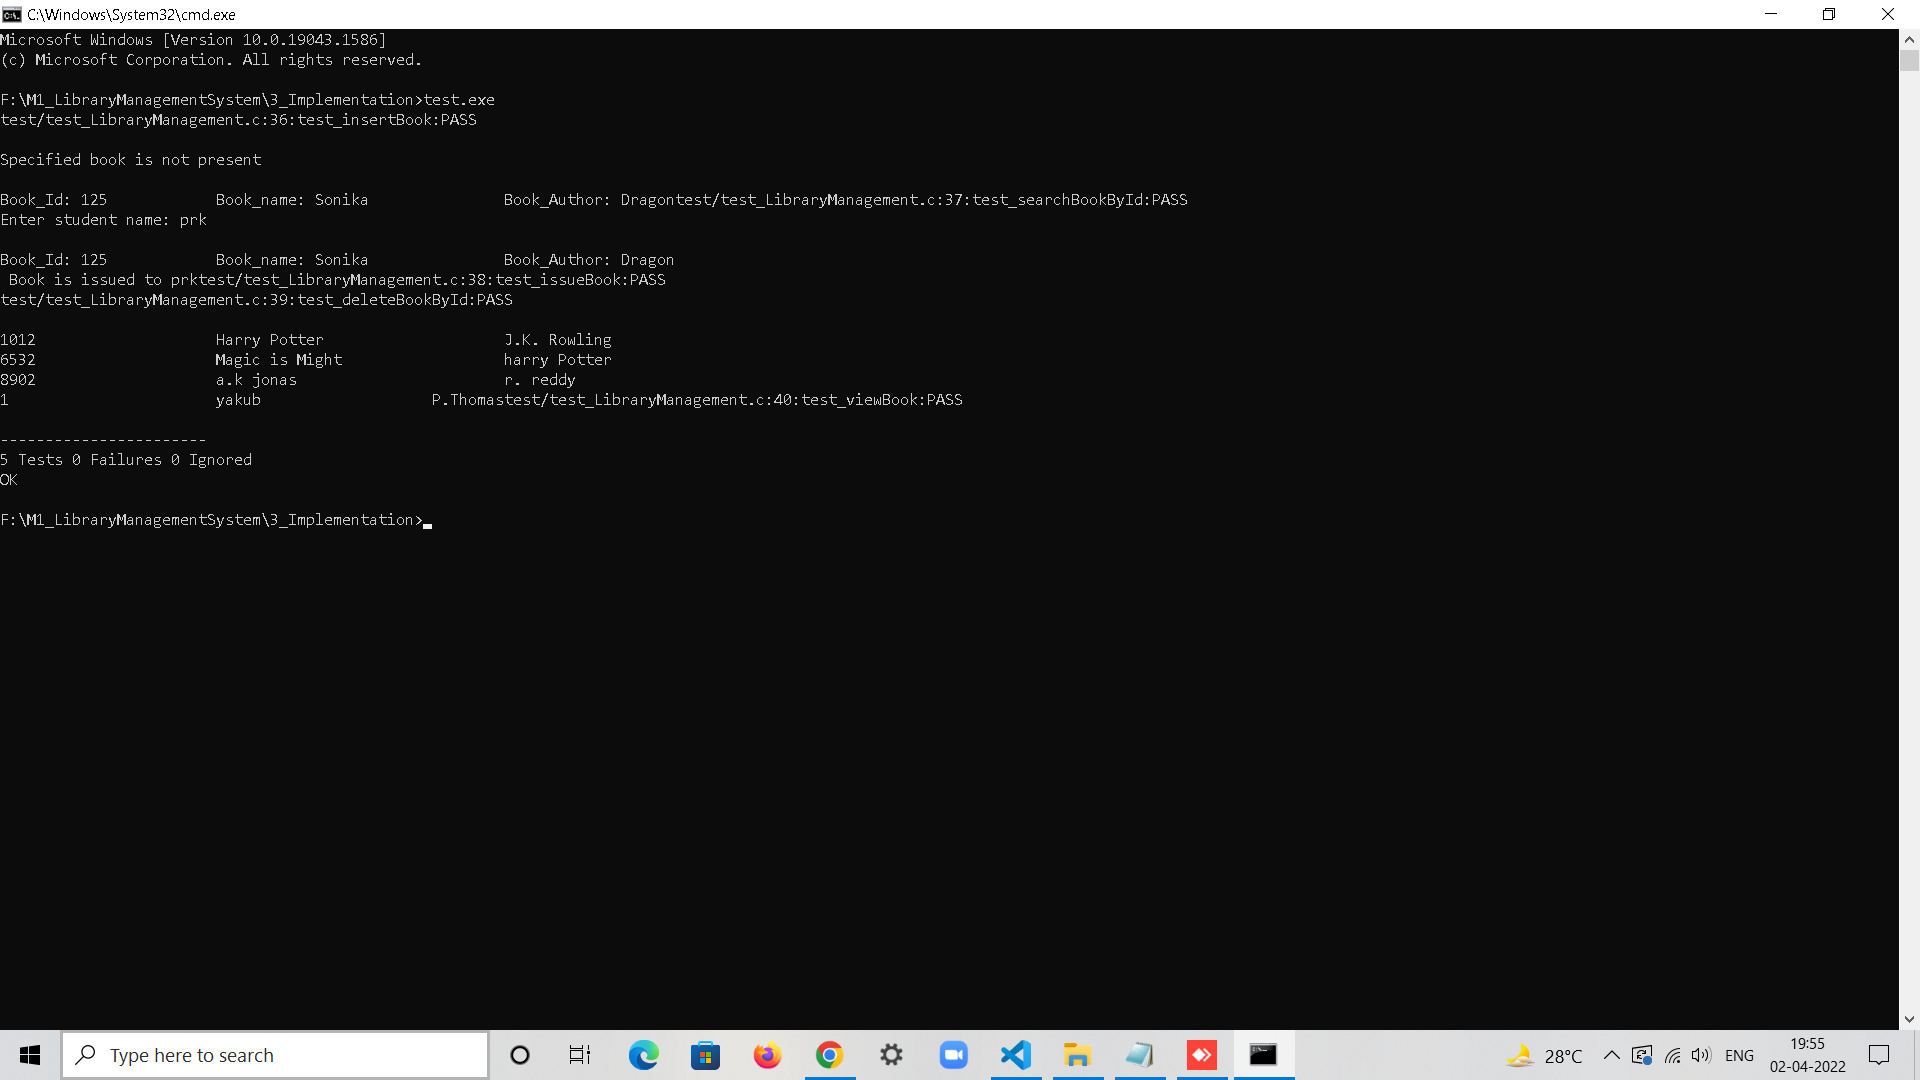 C:\Windows\System32\cmd.exe
Microsoft Windows [Version 10.0.19043.1586]
(c) Microsoft Corporation. All rights reserved.
F:\M1_LibraryManagementSystem\3_Implementation>test.exe
test/test_LibraryManagement.c:36:test_insertBook:PASS
Specified book is not present
Book_Id: 125            Book_name: Sonika               Book_Author: Dragontest/test_LibraryManagement.c:37:test_searchBookById:PASS
Enter student name: prk
Book_Id: 125            Book_name: Sonika               Book_Author: Dragon
 Book is issued to prktest/test_LibraryManagement.c:38:test_issueBook:PASS
test/test_LibraryManagement.c:39:test_deleteBookById:PASS
1012                    Harry Potter                    J.K. Rowling
6532                    Magic is Might                  harry Potter
8902                    a.k jonas                       r. reddy
1                       yakub                   P.Thomastest/test_LibraryManagement.c:40:test_viewBook:PASS
-----------------------
5 Tests 0 Failures 0 Ignored
OK
F:\M1_LibraryManagementSystem\3_Implementation>
Type here to search
28°C
ENG
19:55
02-04-2022